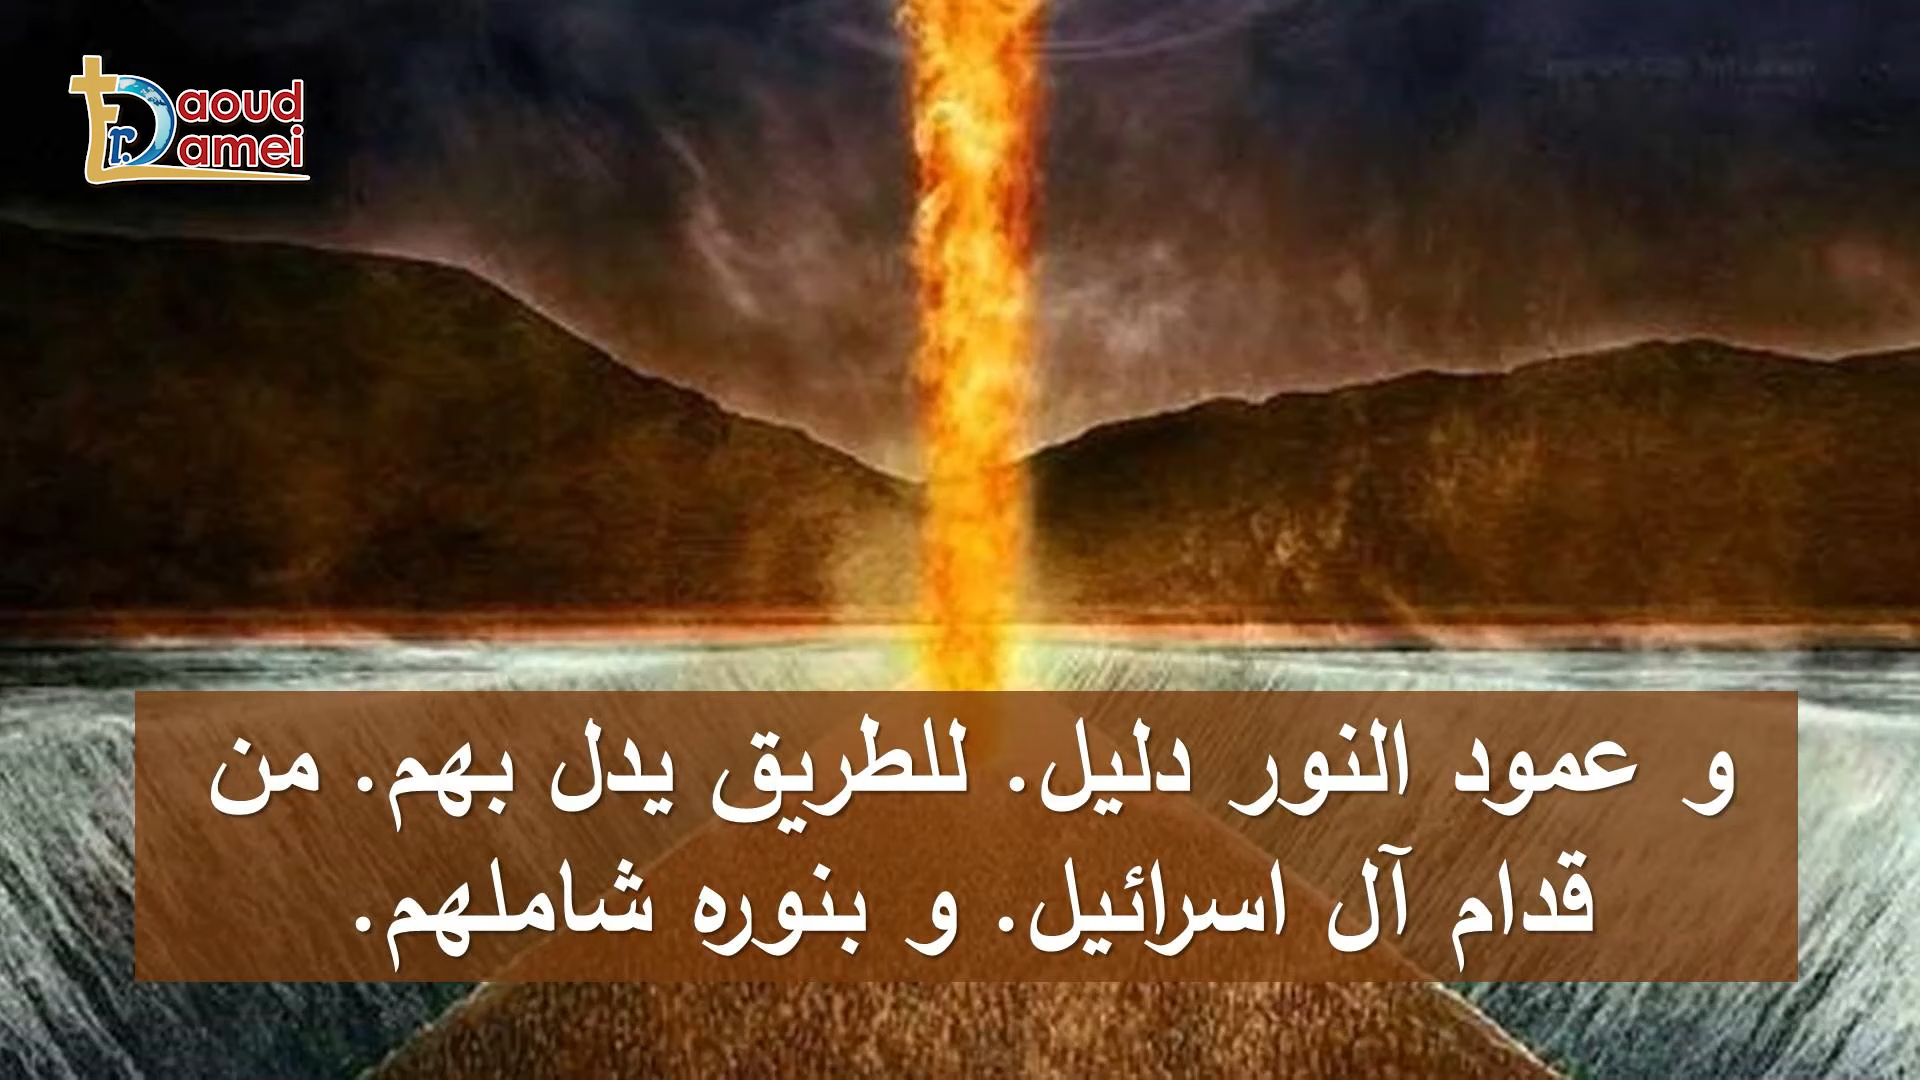 Fr. Daoud
Lamei
و عمود النور دليل. للطريق يدل بهم. من
قدام آل اسرائيل. و بنوره شاملهم.